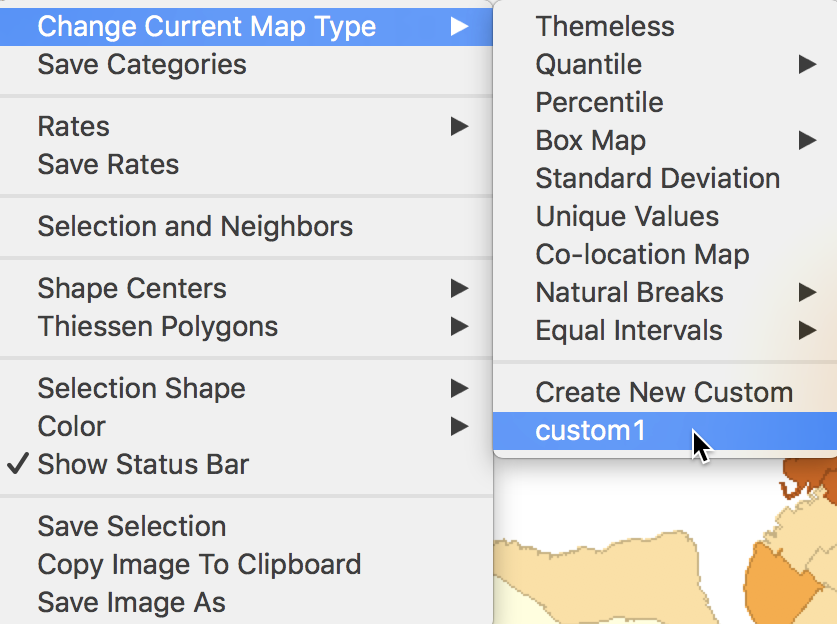 Change Current Map Type
Save Categories
Rates
Save Rates
Selection and Neighbors
Shape Centers
Thiessen Polygons
Selection Shape
Color
Show Status Bar
Save Selection
Copy Image To Clipboard
Save Image As
Themeless
Quantile
Percentile
Box Map
Standard Deviation
Unique Values
Co-location Map
Natural Breaks
Equal Intervals
Create New Custom
custom1